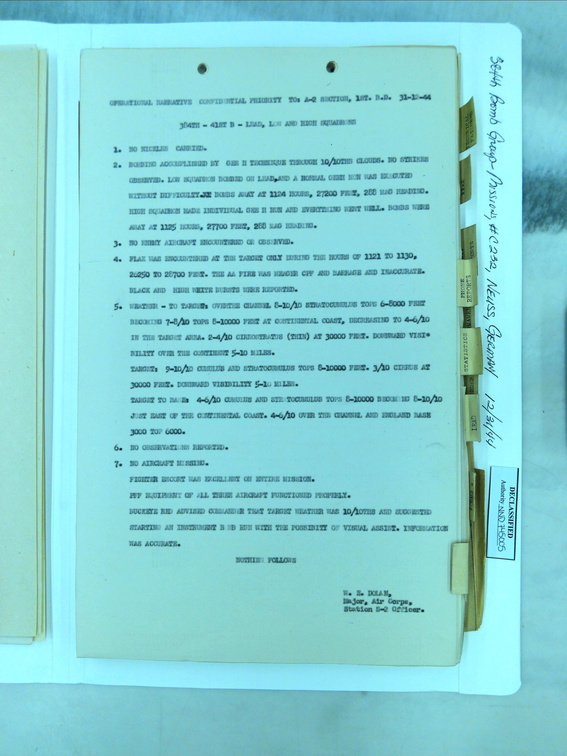 OPERATIONAL NARRATIVE CONFIDENTIAL PRIORITY TO: A-2 SECTION, 1ST. B.D. 31-12-44
384TH - 41ST B - LEAD, LOW AND HIGH SQUADRONS
1. NO NICKLES CARRIED.
2. BOMBING ACCOMPLISHED BY GEE H TECHNIQUE THROUGH 10/10THS CLOUDS. NO STRIKES
OBSERVED. LOW SQUADRON BOMBED ON LEAD, AND A NORMAL GEEH RUN WAS EXECUTED
WITHOUT DIFFICULTY. BOMBS AWAY AT 1124 HOURS, 27200 FEET, 288 MAG HEADING.
HIGH SQUADRON MADE INDIVIDUAL GEE H RUN AND EVERYTHING WENT WELL. BOMBS WERE
AWAY AT 1125 HOURS, 27700 FEET, 288 MAG HEADING.
3. NO ENEMY AIRCRAFT ENCOUNTERED OR OBSERVED.
4. FLAK WAS ENCOUNTERED AT THE TARGET ONLY DURING THE HOURS OF 1121 TO 1130,
26250 TO 28700 FEET. THE AA FIRE WAS MEAGER CPF AND BARRAGE AND INACCURATE.
BLACK AND HIGH WHITE BURSTS WERE REPORTED.
5. WEATHER - TO TARGET: OVERTHE CHANNEL 8-10/10 STRATOCUMULUS TOPS 6-8000 FEET
BECOMING 7-8/10 TOPS 8-10000 FEET AT CONTINENTAL COAST, DECREASING TO 4-6/10
IN THE TARGET AREA. 2-4/10 CIRROSTRATUS (THIN) AT 30000 FEET. DOWNWARD VISI-
BILITY OVER THE CONTINENT 5-10 MILES.
TARGET: 9-10/10 CUMULUS AND STRATOCUMULUS TOPS 8-10000 FEET. 3/10 CIRRUS AT
30000 FEET. DOWNWARD VISIBILITY 5-10 MILES.
TARGET TO BASE: 4-6/10 CUMULUS AND STRATOCUMULUS TOPS 8-10000 BECOMING 8-10/10
JUST EAST OF THE CONTINENTAL COAST. 4-6/10 OVER THE CHANNEL AND ENGLAND BASE
3000 TOP 6000.
6. NO OBSERVATIONS REPORTED.
7. NO AIRCRAFT MISSING.
FIGHTER ESCORT WAS EXCELLENT ON ENTIRE MISSION.
PFF EQUIPMENT OF ALL THREE AIRCRAFT FUNCTIONED PROPERLY.
BUCKEYE RED ADVISED COMMANDER THAT TARGET WEATHER WAS 10/10THS AND SUGGESTED
STARTING AN INSTRUMENT BOMB RUN WITH THE POSSIBITY OF VISUAL ASSIST. INFORMATION
WAS ACCURATE.
NOTHING FOLLOWS
W. E. DOLAN,
Major, Air Corps,
Station S-2 Officer.
384th Bomb Group - Missions, #C232, NEUSS, GERMANY 12/31/44
STATISTICS
DECLASSIFIED
Authority NND 745005